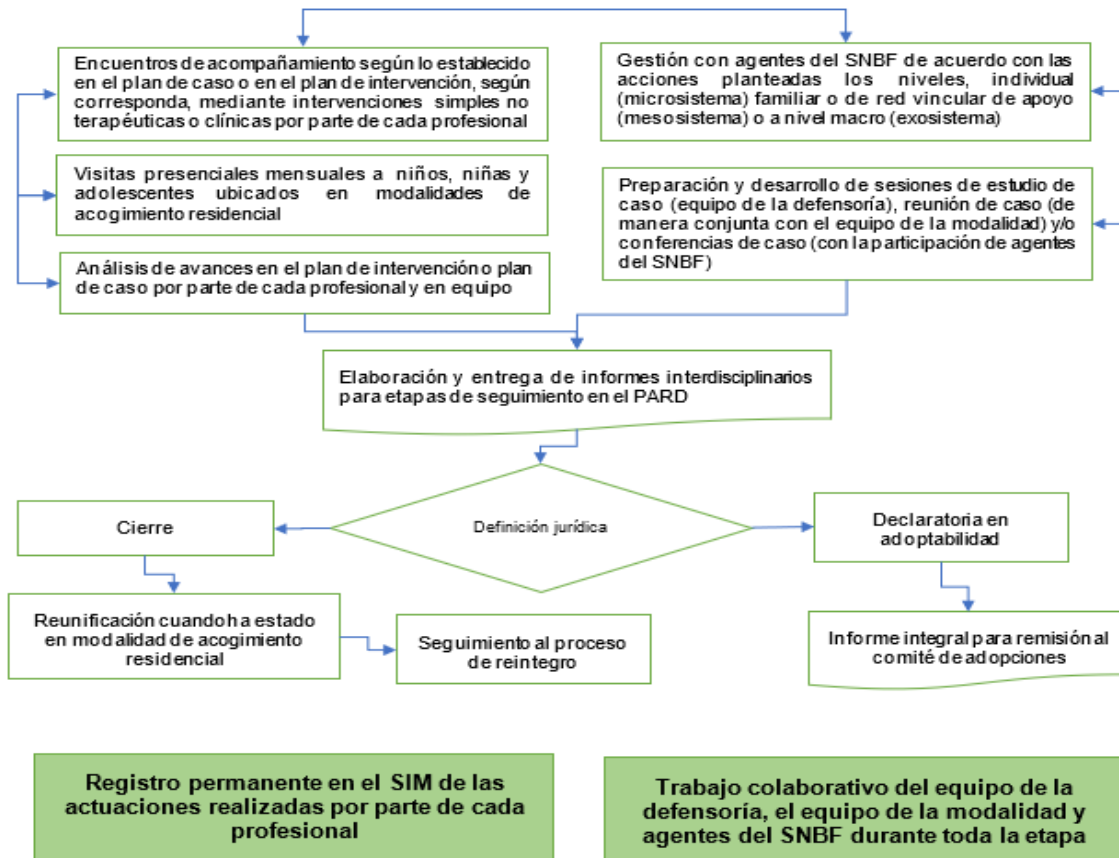 Encuentros de acompañamiento según lo establecido
en el plan de caso o en el plan de intervención, según
corresponda, mediante intervenciones simples no
terapéuticas o clínicas por parte de cada profesional
Gestión con agentes del SNBF de acuerdo con las
acciones planteadas los niveles, individual
(microsistema) familiar o de red vincular de apoyo
(mesosistema) o a nivel macro (exosistema)
Visitas presenciales mensuales a niños, niñas y
adolescentes ubicados en modalidades de
acogimiento residencial
Preparación y desarrollo de sesiones de estudio de
caso (equipo de la defensoría), reunión de caso (de
manera conjunta con el equipo de la modalidad) y/o
conferencias de caso (con la participación de agentes
del SNBF)
Análisis de avances en el plan de intervención o plan
de caso por parte de cada profesional y en equipo
Elaboración y entrega de informes interdisciplinarios
para etapas de seguimiento en el PARD
Definición jurídica
Cierre
Declaratoria en
adoptabilidad
Reunificación cuando ha estado
en modalidad de acogimiento
residencial
Seguimiento al proceso
de reintegro
Informe integral para remisión al
comité de adopciones
Registro permanente en el SIM de las
actuaciones realizadas por parte de cada
profesional
Trabajo colaborativo del equipo de la
defensoría, el equipo de la modalidad y
agentes del SNBF durante toda la etapa